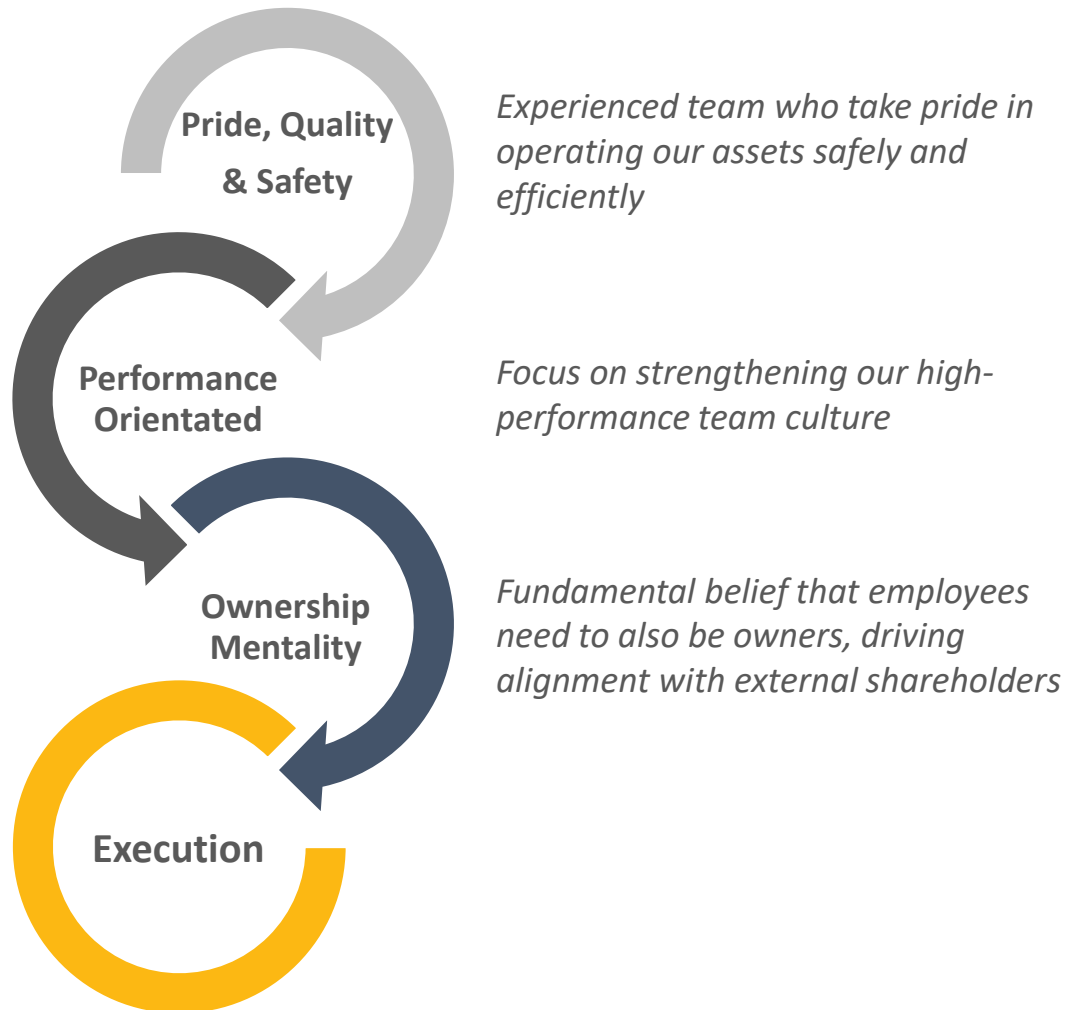 Pride, Quality
& Safety
Experienced team who take pride in
operating our assets safely and
efficiently
Performance
Orientated
Focus on strengthening our high-
performance team culture
Ownership
Mentality
Fundamental belief that employees
need to also be owners, driving
alignment with external shareholders
Execution